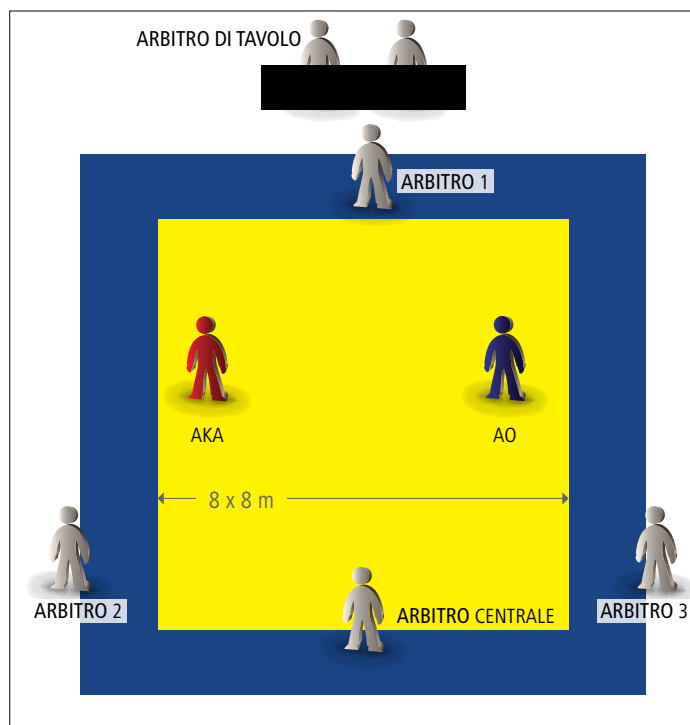 ARBITRO DI TAVOLO
ARBITRO 1
AKA
AO
8 x 8 m
ARBITRO 2
ARBITRO CENTRALE
ARBITRO 3